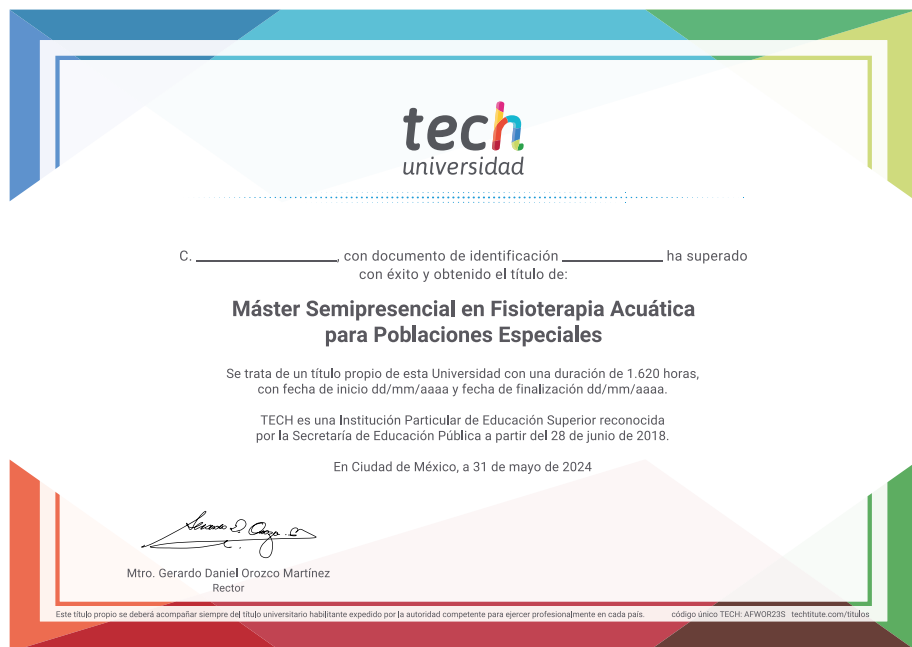 tech
universidad
C. ____________________, con documento de identificación ______________ ha superado
con éxito y obtenido el título de:
Máster Semipresencial en Fisioterapia Acuática
para Poblaciones Especiales
Se trata de un título propio de esta Universidad con una duración de 1.620 horas,
con fecha de inicio dd/mm/aaaa y fecha de finalización dd/mm/aaaa.
TECH es una Institución Particular de Educación Superior reconocida
por la Secretaría de Educación Pública a partir del 28 de junio de 2018.
En Ciudad de México, a 31 de mayo de 2024
Mtro. Gerardo Daniel Orozco Martínez
Rector
Este título propio se deberá acompañar siempre del título universitario habilitante expedido por la autoridad competente para ejercer profesionalmente en cada país. código único TECH: AFWOR23S techtitute.com/titulos